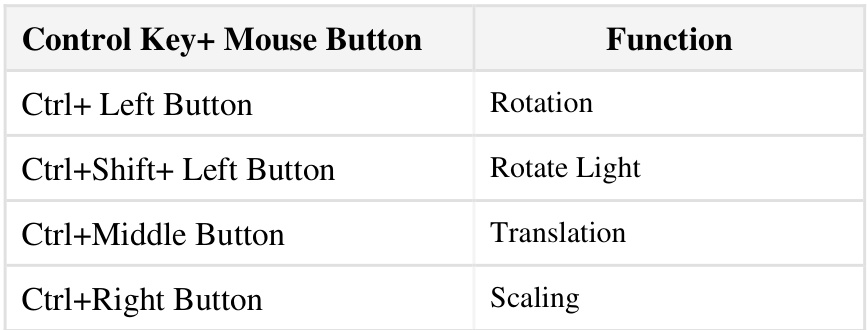 Control Key+ Mouse Button Function
Ctrl+ Left Button Rotation
Ctrl+Shift+ Left Button Rotate Light
Ctrl+Middle Button Translation
Ctrl+Right Button Scaling